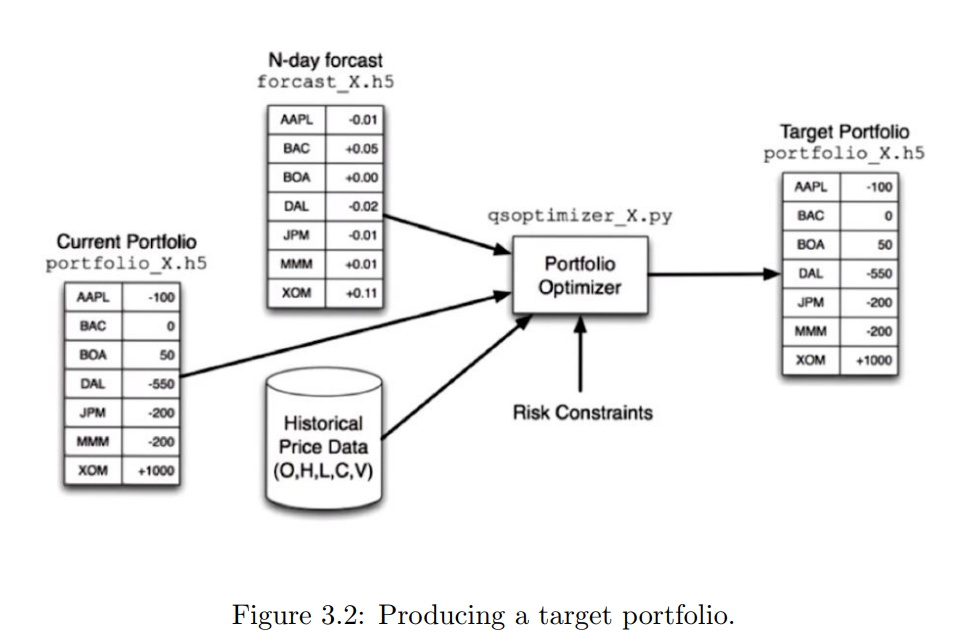 N-day forcast
forcast_X.h5
AAPL -0.01
BAC +0.05
BOA +0.00
DAL -0.02
JPM -0.01
MMM +0.01
XOM +0.11
Current Portfolio
portfolio_X.h5
AAPL -100
BAC 0
BOA 50
DAL -550
JPM -200
MMM -200
XOM +1000
Historical
Price Data
(O,H,L,C,V)
qsoptimizer_X.py
Portfolio
Optimizer
Risk Constraints
Target Portfolio
portfolio_X.h5
AAPL -100
BAC 0
BOA 50
DAL -550
JPM -200
MMM -200
XOM +1000
Figure 3.2: Producing a target portfolio.